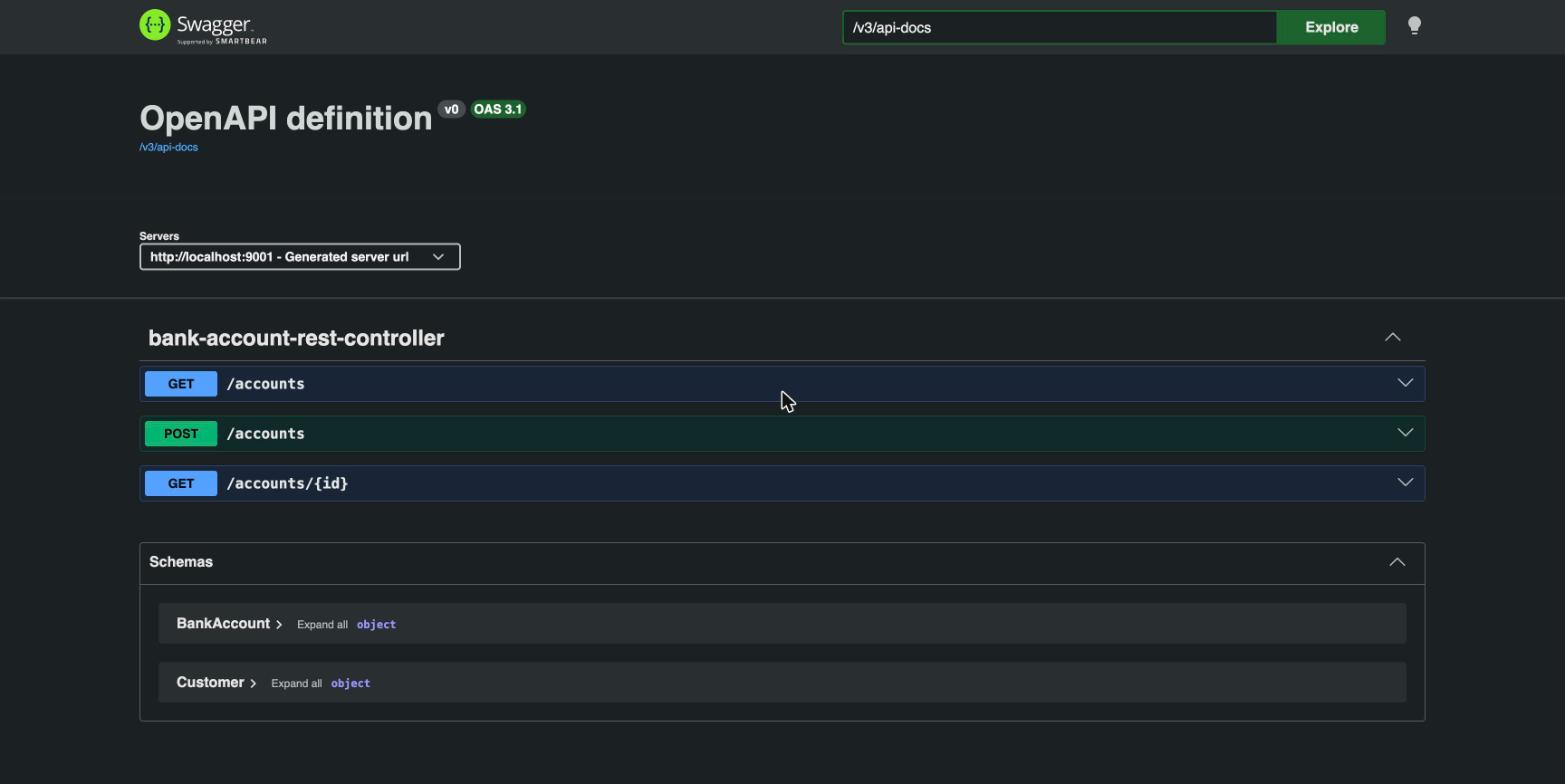 {...} Swagger.
Supported by SMARTBEAR
/v3/api-docs
Explore
OpenAPI definition v0 OAS 3.1
/v3/api-docs
Servers
http://localhost:9001 - Generated server url
bank-account-rest-controller
GET /accounts
POST /accounts
GET /accounts/{id}
Schemas
BankAccount Expand all object
Customer Expand all object